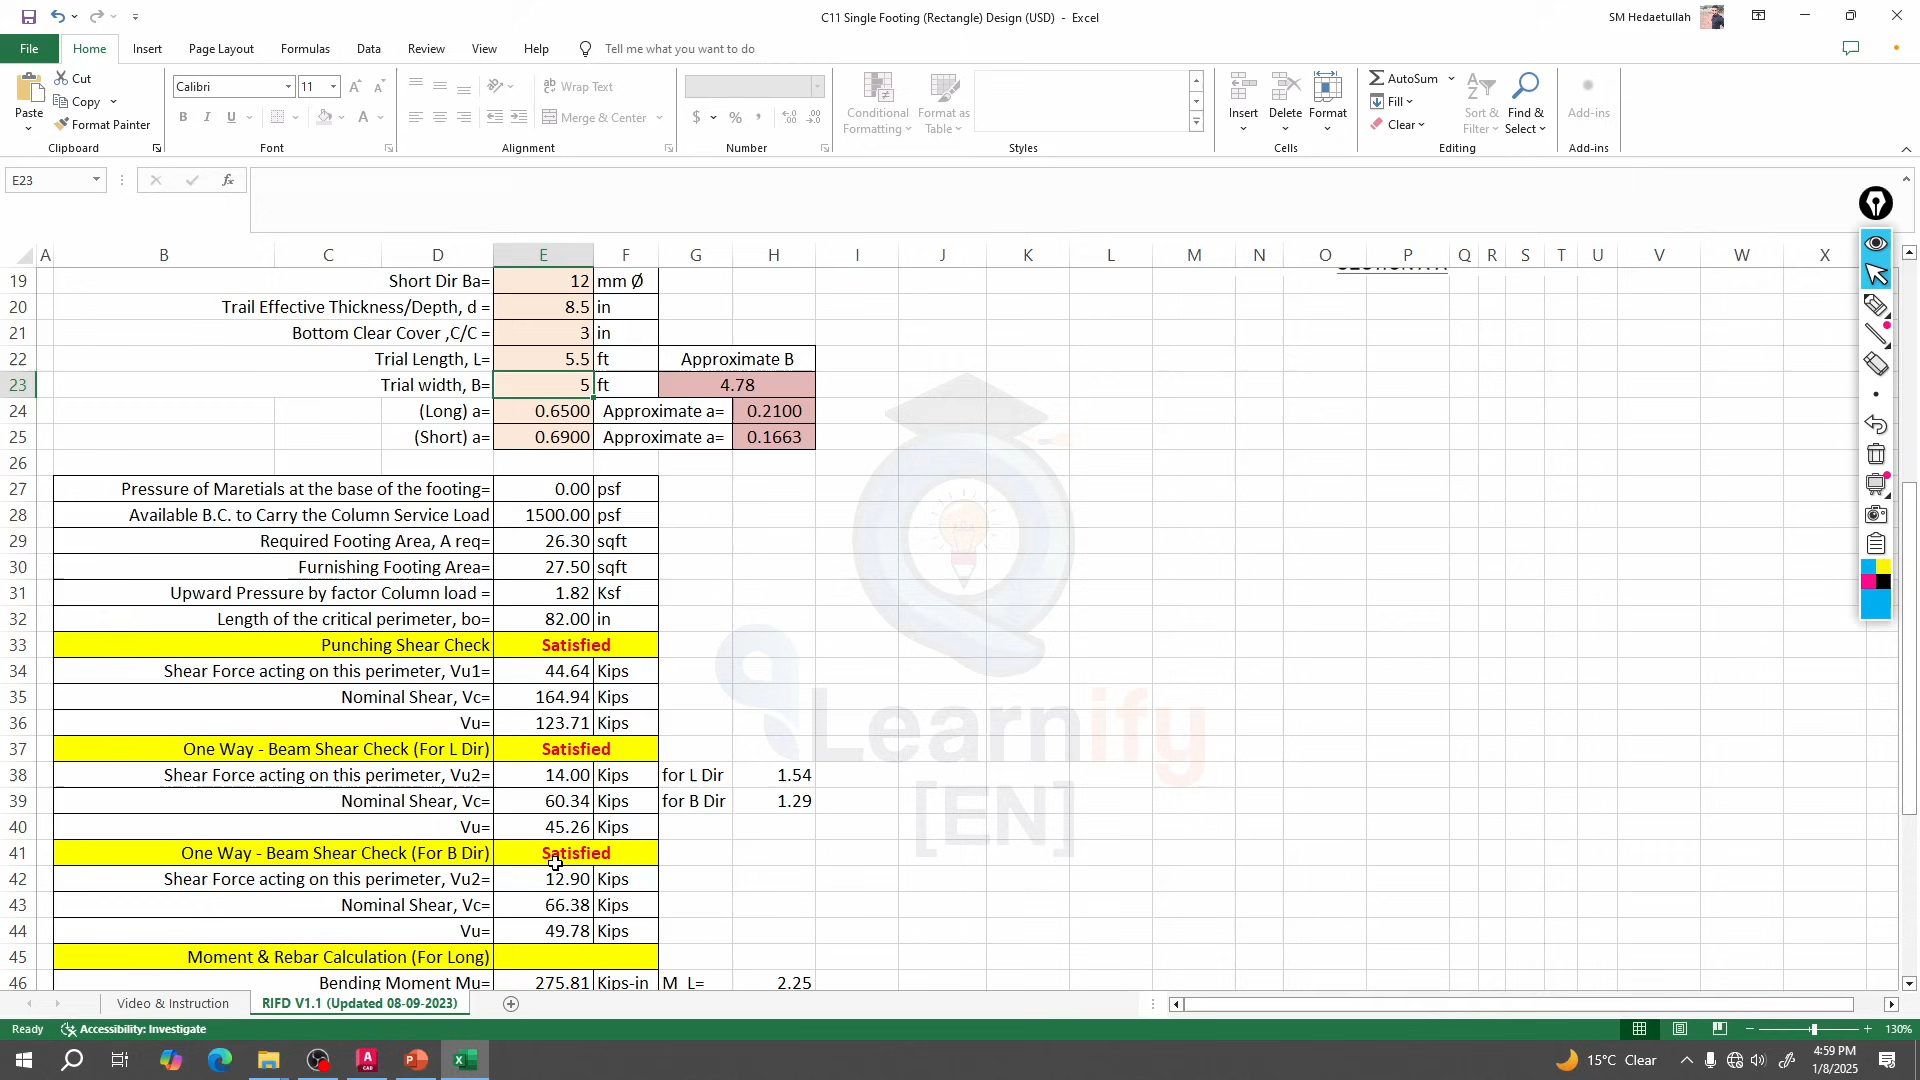 C11 Single Footing (Rectangle) Design (USD) - Excel
SM Hedaetullah
File Home Insert Page Layout Formulas Data Review View Help Tell me what you want to do
Paste
Cut
Copy
Format Painter
Clipboard
Calibri 11
B I U
Font
Wrap Text
Merge & Center
Alignment
$ % ,
Number
Conditional Formatting
Format as Table
Styles
Insert Delete Format
Cells
AutoSum
Fill
Clear
Sort & Filter
Find & Select
Editing
Add-ins
Add-ins
E23 fx
A B C D E F G H I J K L M N O P Q R S T U V W X
19 Short Dir Ba= 12 mm Ø
20 Trail Effective Thickness/Depth, d = 8.5 in
21 Bottom Clear Cover ,C/C = 3 in
22 Trial Length, L= 5.5 ft Approximate B
23 Trial width, B= 5 ft 4.78
24 (Long) a= 0.6500 Approximate a= 0.2100
25 (Short) a= 0.6900 Approximate a= 0.1663
26
27 Pressure of Maretials at the base of the footing= 0.00 psf
28 Available B.C. to Carry the Column Service Load 1500.00 psf
29 Required Footing Area, A req= 26.30 sqft
30 Furnishing Footing Area= 27.50 sqft
31 Upward Pressure by factor Column load = 1.82 Ksf
32 Length of the critical perimeter, bo= 82.00 in
33 Punching Shear Check Satisfied
34 Shear Force acting on this perimeter, Vu1= 44.64 Kips
35 Nominal Shear, Vc= 164.94 Kips
36 Vu= 123.71 Kips
37 One Way - Beam Shear Check (For L Dir) Satisfied
38 Shear Force acting on this perimeter, Vu2= 14.00 Kips for L Dir 1.54
39 Nominal Shear, Vc= 60.34 Kips for B Dir 1.29
40 Vu= 45.26 Kips
41 One Way - Beam Shear Check (For B Dir) Satisfied
42 Shear Force acting on this perimeter, Vu2= 12.90 Kips
43 Nominal Shear, Vc= 66.38 Kips
44 Vu= 49.78 Kips
45 Moment & Rebar Calculation (For Long)
46 Bending Moment Mu= 275.81 Kips-in M_L= 2.25
Learnify
[EN]
Video & Instruction RIFD V1.1 (Updated 08-09-2023)
Ready Accessibility: Investigate 130%
15°C Clear
4:59 PM
1/8/2025